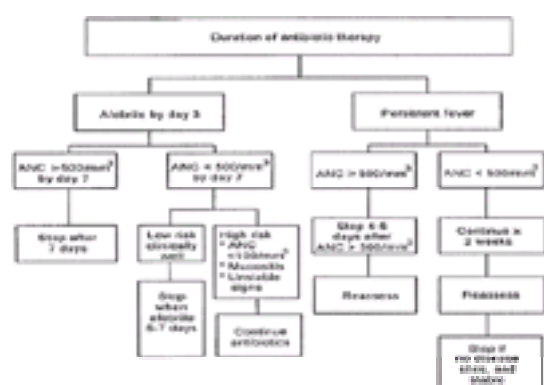 Duration of antibiotic therapy
Afebrile by day 3
Persistent fever
ANC >500/mm³
by day 7
ANC < 500/mm³
by day 7
ANC > 500/mm³
ANC < 500/mm³
Stop after
7 days
Low risk
clinically
well
High risk
* ANC
<100/mm³
* Mucositis
* Unstable
signs
Stop 4-5
days after
ANC > 500/mm³
Continue x
2 weeks
Stop
when
afebrile
5-7 days
Continue
antibiotics
Reassess
Reassess
Stop if
no disease
sites, and
stable